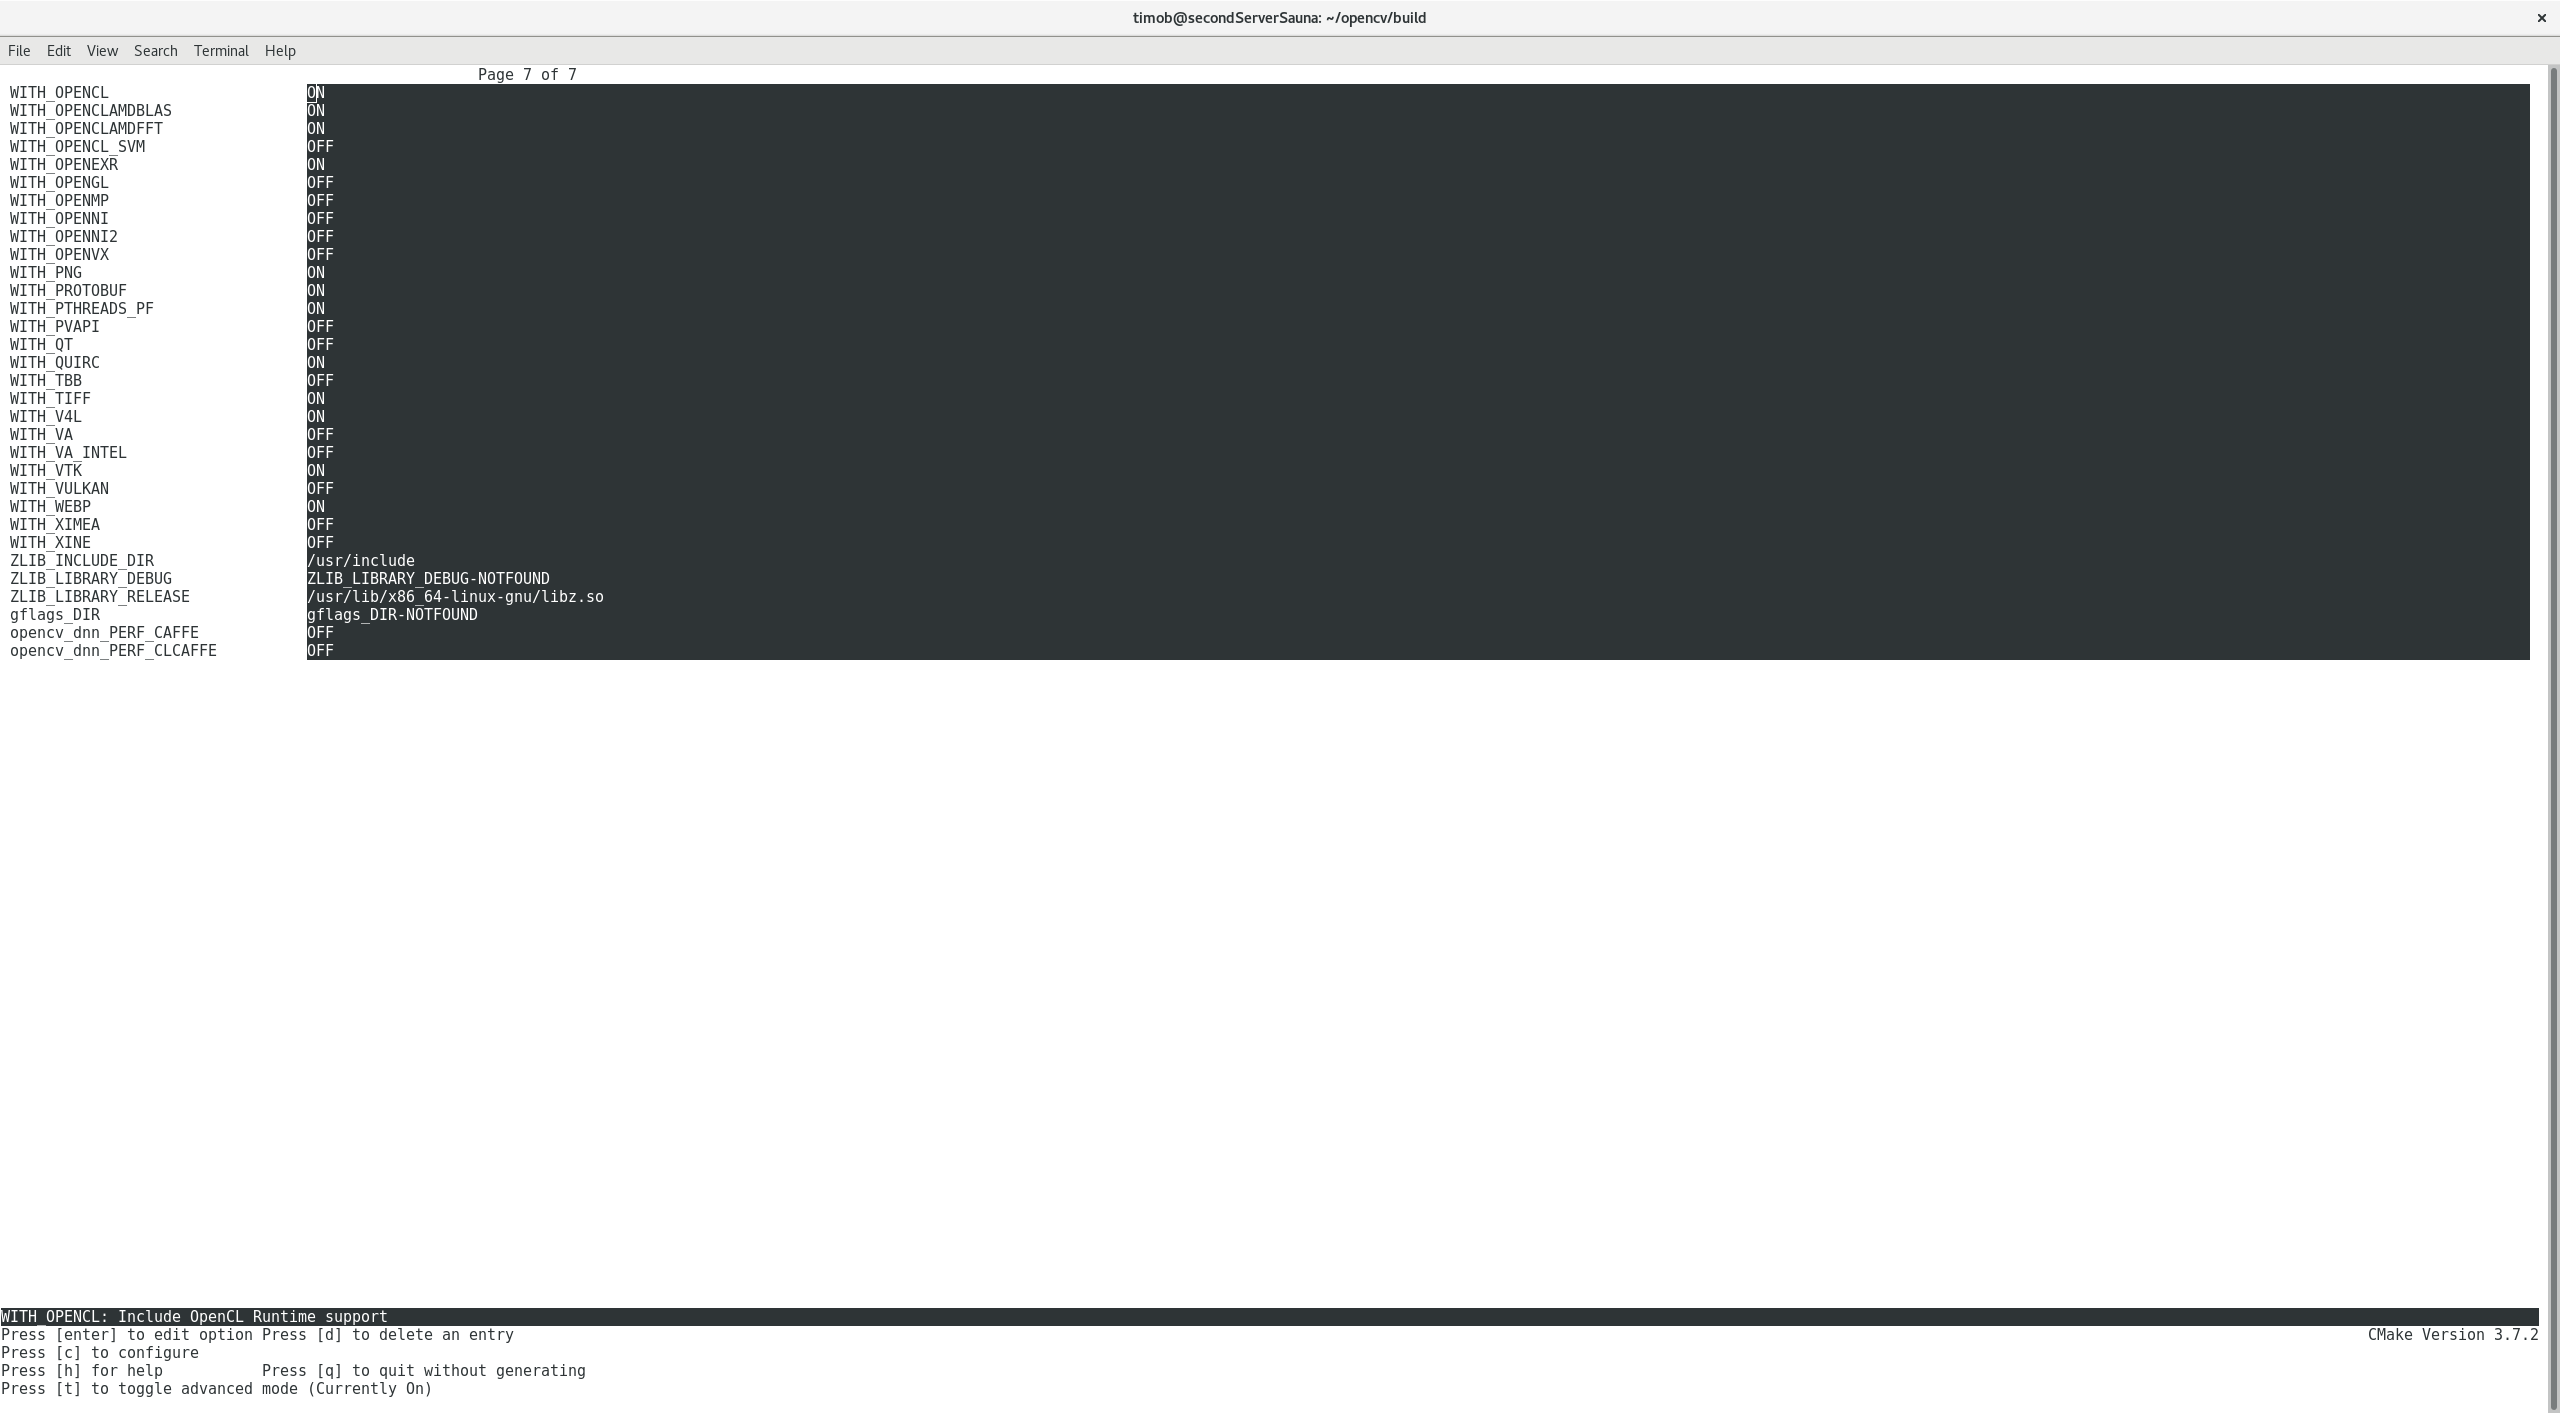 timob@secondServerSauna: ~/opencv/build
File Edit View Search Terminal Help
Page 7 of 7
WITH_OPENCL ON
WITH_OPENCLAMDBLAS ON
WITH_OPENCLAMDFFT ON
WITH_OPENCL_SVM OFF
WITH_OPENEXR ON
WITH_OPENGL OFF
WITH_OPENMP OFF
WITH_OPENNI OFF
WITH_OPENNI2 OFF
WITH_OPENVX OFF
WITH_PNG ON
WITH_PROTOBUF ON
WITH_PTHREADS_PF ON
WITH_PVAPI OFF
WITH_QT OFF
WITH_QUIRC ON
WITH_TBB OFF
WITH_TIFF ON
WITH_V4L ON
WITH_VA OFF
WITH_VA_INTEL OFF
WITH_VTK ON
WITH_VULKAN OFF
WITH_WEBP ON
WITH_XIMEA OFF
WITH_XINE OFF
ZLIB_INCLUDE_DIR /usr/include
ZLIB_LIBRARY_DEBUG ZLIB_LIBRARY_DEBUG-NOTFOUND
ZLIB_LIBRARY_RELEASE /usr/lib/x86_64-linux-gnu/libz.so
gflags_DIR gflags_DIR-NOTFOUND
opencv_dnn_PERF_CAFFE OFF
opencv_dnn_PERF_CLCAFFE OFF
WITH_OPENCL: Include OpenCL Runtime support
Press [enter] to edit option Press [d] to delete an entry CMake Version 3.7.2
Press [c] to configure
Press [h] for help Press [q] to quit without generating
Press [t] to toggle advanced mode (Currently On)